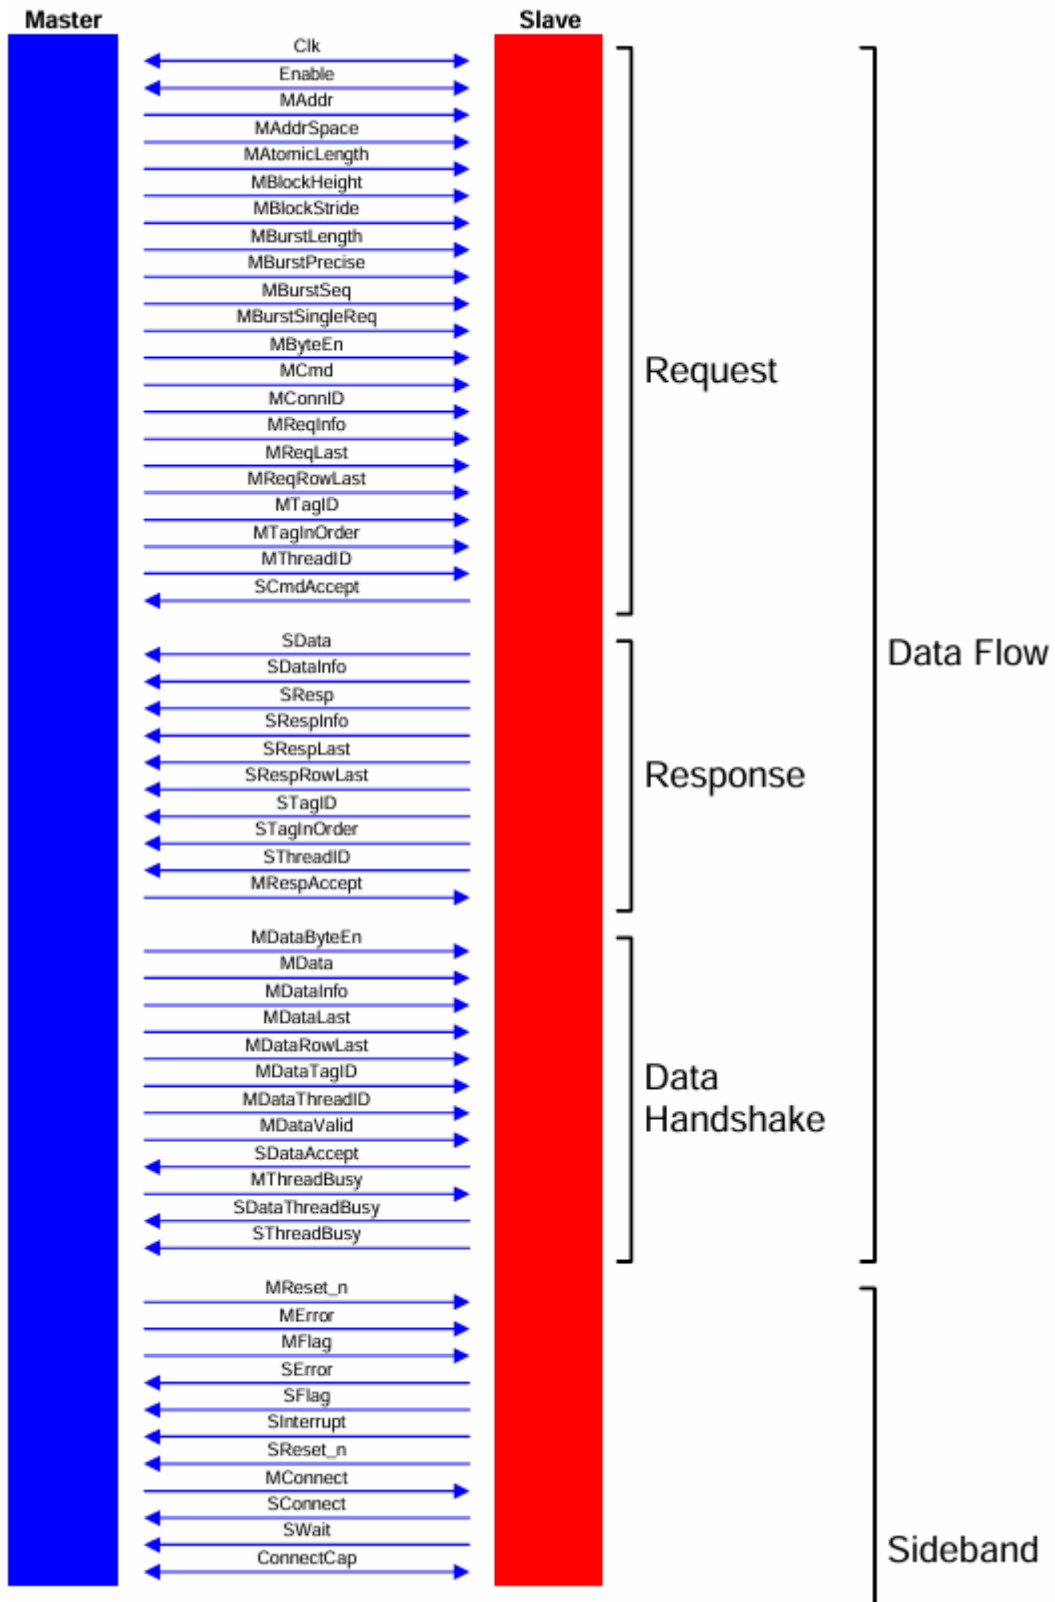 Master Slave
Clk
Enable
MAddr
MAddrSpace
MAtomicLength
MBlockHeight
MBlockStride
MBurstLength
MBurstPrecise
MBurstSeq
MBurstSingleReq
MByteEn
MCmd
MConnID
MReqInfo
MReqLast
MReqRowLast
MTagID
MTagInOrder
MThreadID
SCmdAccept
Request
SData
SDataInfo
SResp
SRespInfo
SRespLast
SRespRowLast
STagID
STagInOrder
SThreadID
MRespAccept
Response
MDataByteEn
MData
MDataInfo
MDataLast
MDataRowLast
MDataTagID
MDataThreadID
MDataValid
SDataAccept
MThreadBusy
SDataThreadBusy
SThreadBusy
Data
Handshake
Data Flow
MReset_n
MError
MFlag
SError
SFlag
SInterrupt
SReset_n
MConnect
SConnect
SWait
ConnectCap
Sideband